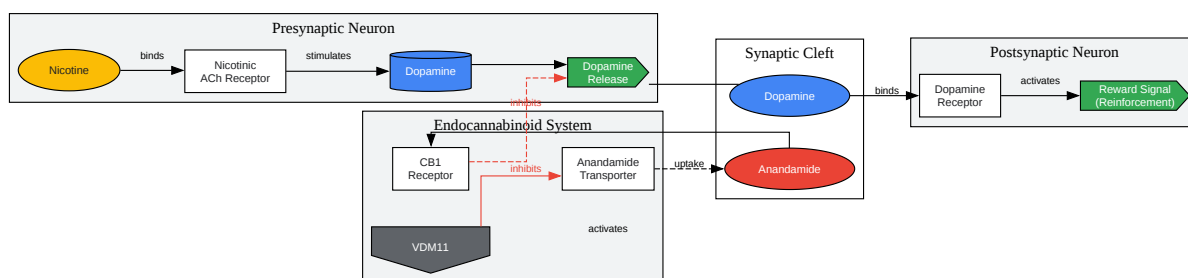 Presynaptic Neuron
Nicotine
binds
Nicotinic
ACh Receptor
stimulates
Dopamine
Dopamine
Release
inhibits
Synaptic Cleft
Dopamine
binds
Anandamide
Postsynaptic Neuron
Dopamine
Receptor
activates
Reward Signal
(Reinforcement)
Endocannabinoid System
CB1
Receptor
inhibits
Anandamide
Transporter
uptake
activates
VDM11